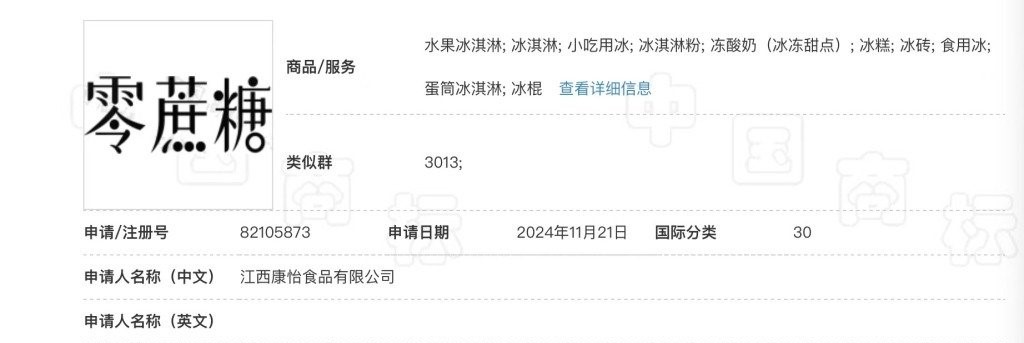 零蔗糖
商品/服务
水果冰淇淋; 冰淇淋; 小吃用冰; 冰淇淋粉; 冻酸奶（冰冻甜点）; 冰糕; 冰砖; 食用冰;
蛋筒冰淇淋; 冰棍 查看详细信息
类似群 3013;
申请/注册号 82105873 申请日期 2024年11月21日 国际分类 30
申请人名称（中文） 江西康怡食品有限公司
申请人名称（英文）
中国商标
中国商标